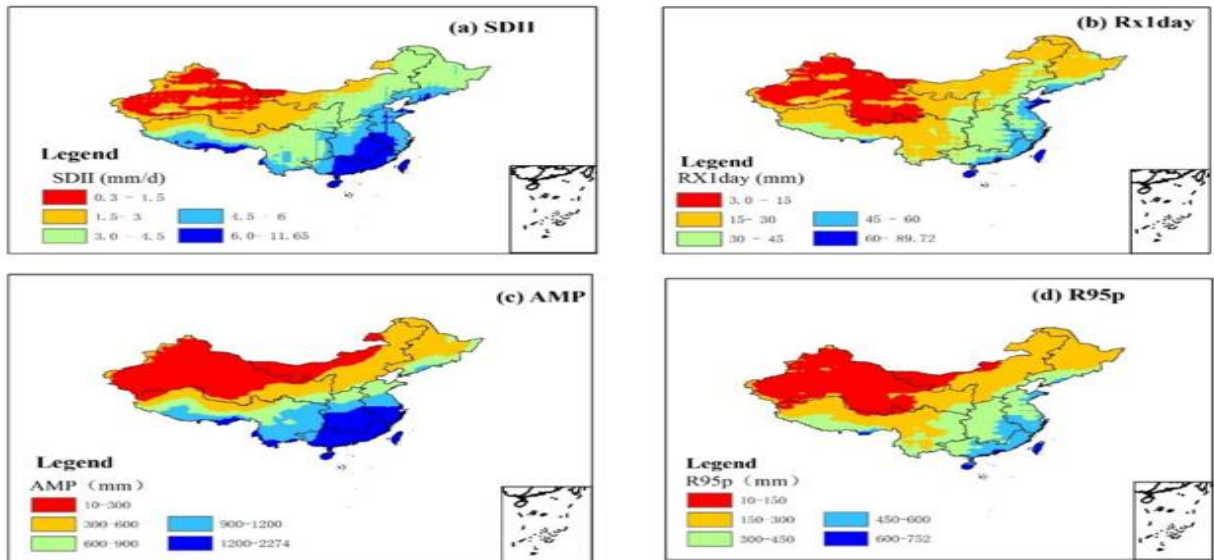 (a) SDII
Legend
SDII (mm/d)
0.3 - 1.5
1.5- 3
4.5 - 6
3.0 - 4.5
6.0- 11.65
(b) Rx1day
Legend
RX1day (mm)
3.0 - 15
15- 30
45 - 60
30 - 45
60- 89.72
(c) AMP
Legend
AMP（mm）
10-300
300-600
900-1200
600-900
1200-2274
(d) R95p
Legend
R95p（mm）
10-150
150-300
450-600
300-450
600-752